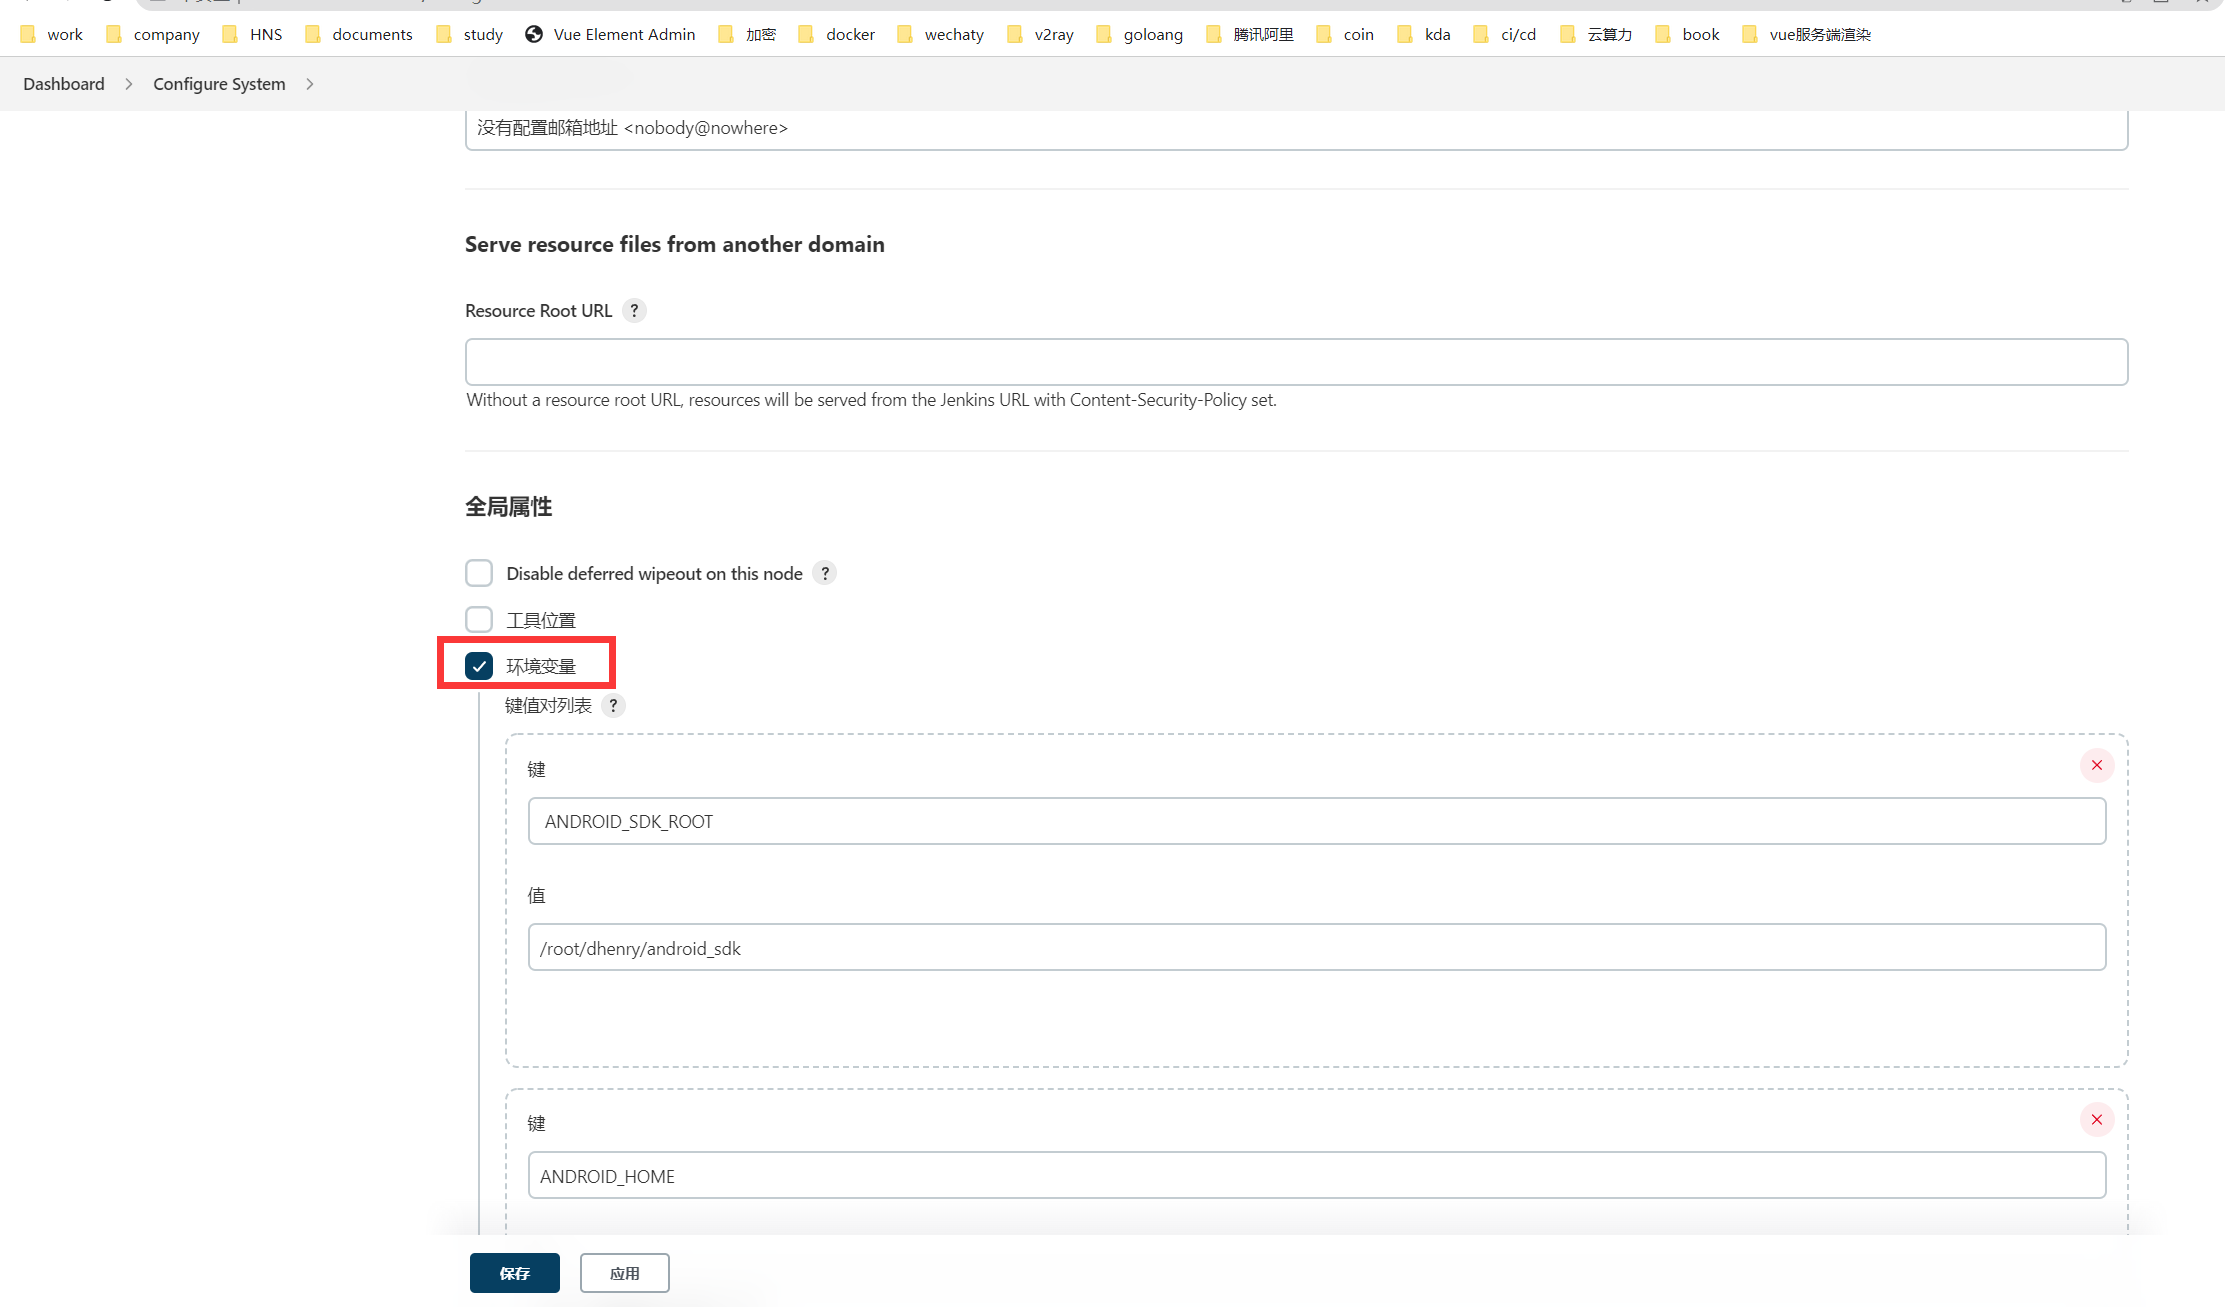 work company HNS documents study Vue Element Admin 加密 docker wechaty v2ray goloang 腾讯阿里 coin kda ci/cd 云算力 book vue服务端渲染
Dashboard Configure System
没有配置邮箱地址 <nobody@nowhere>
Serve resource files from another domain
Resource Root URL ?
Without a resource root URL, resources will be served from the Jenkins URL with Content-Security-Policy set.
全局属性
Disable deferred wipeout on this node ?
工具位置
环境变量
键值对列表 ?
键
ANDROID_SDK_ROOT
值
/root/dhenry/android_sdk
键
ANDROID_HOME
保存 应用